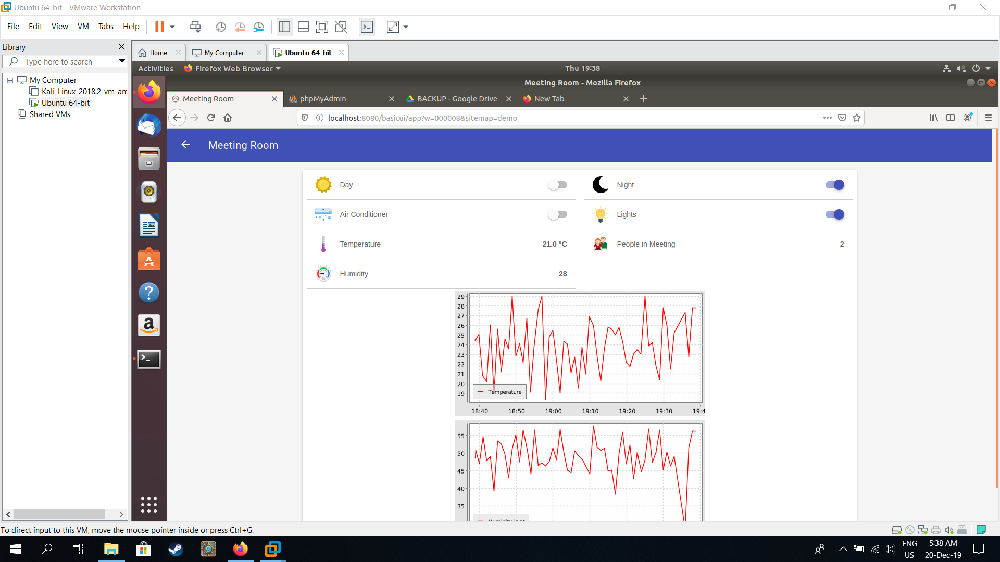 Ubuntu 64-bit - VMware Workstation
File Edit View VM Tabs Help
Library
Type here to search
My Computer
Kali-Linux-2018.2-vm-am
Ubuntu 64-bit
Shared VMs
Home
My Computer
Ubuntu 64-bit
Activities
Firefox Web Browser
Thu 19:38
Meeting Room - Mozilla Firefox
Meeting Room
phpMyAdmin
BACKUP - Google Drive
New Tab
localhost:8080/basicui/app?w=000008&sitemap=demo
Meeting Room
Day
Night
Air Conditioner
Lights
Temperature
21.0 °C
People in Meeting
2
Humidity
28
%
29
28
27
26
25
24
23
22
21
20
19
Temperature
18:40 18:50 19:00 19:10 19:20 19:30 19:4
55
50
45
40
35
Humidity is at
To direct input to this VM, move the mouse pointer inside or press Ctrl+G.
ENG
US
5:38 AM
20-Dec-19